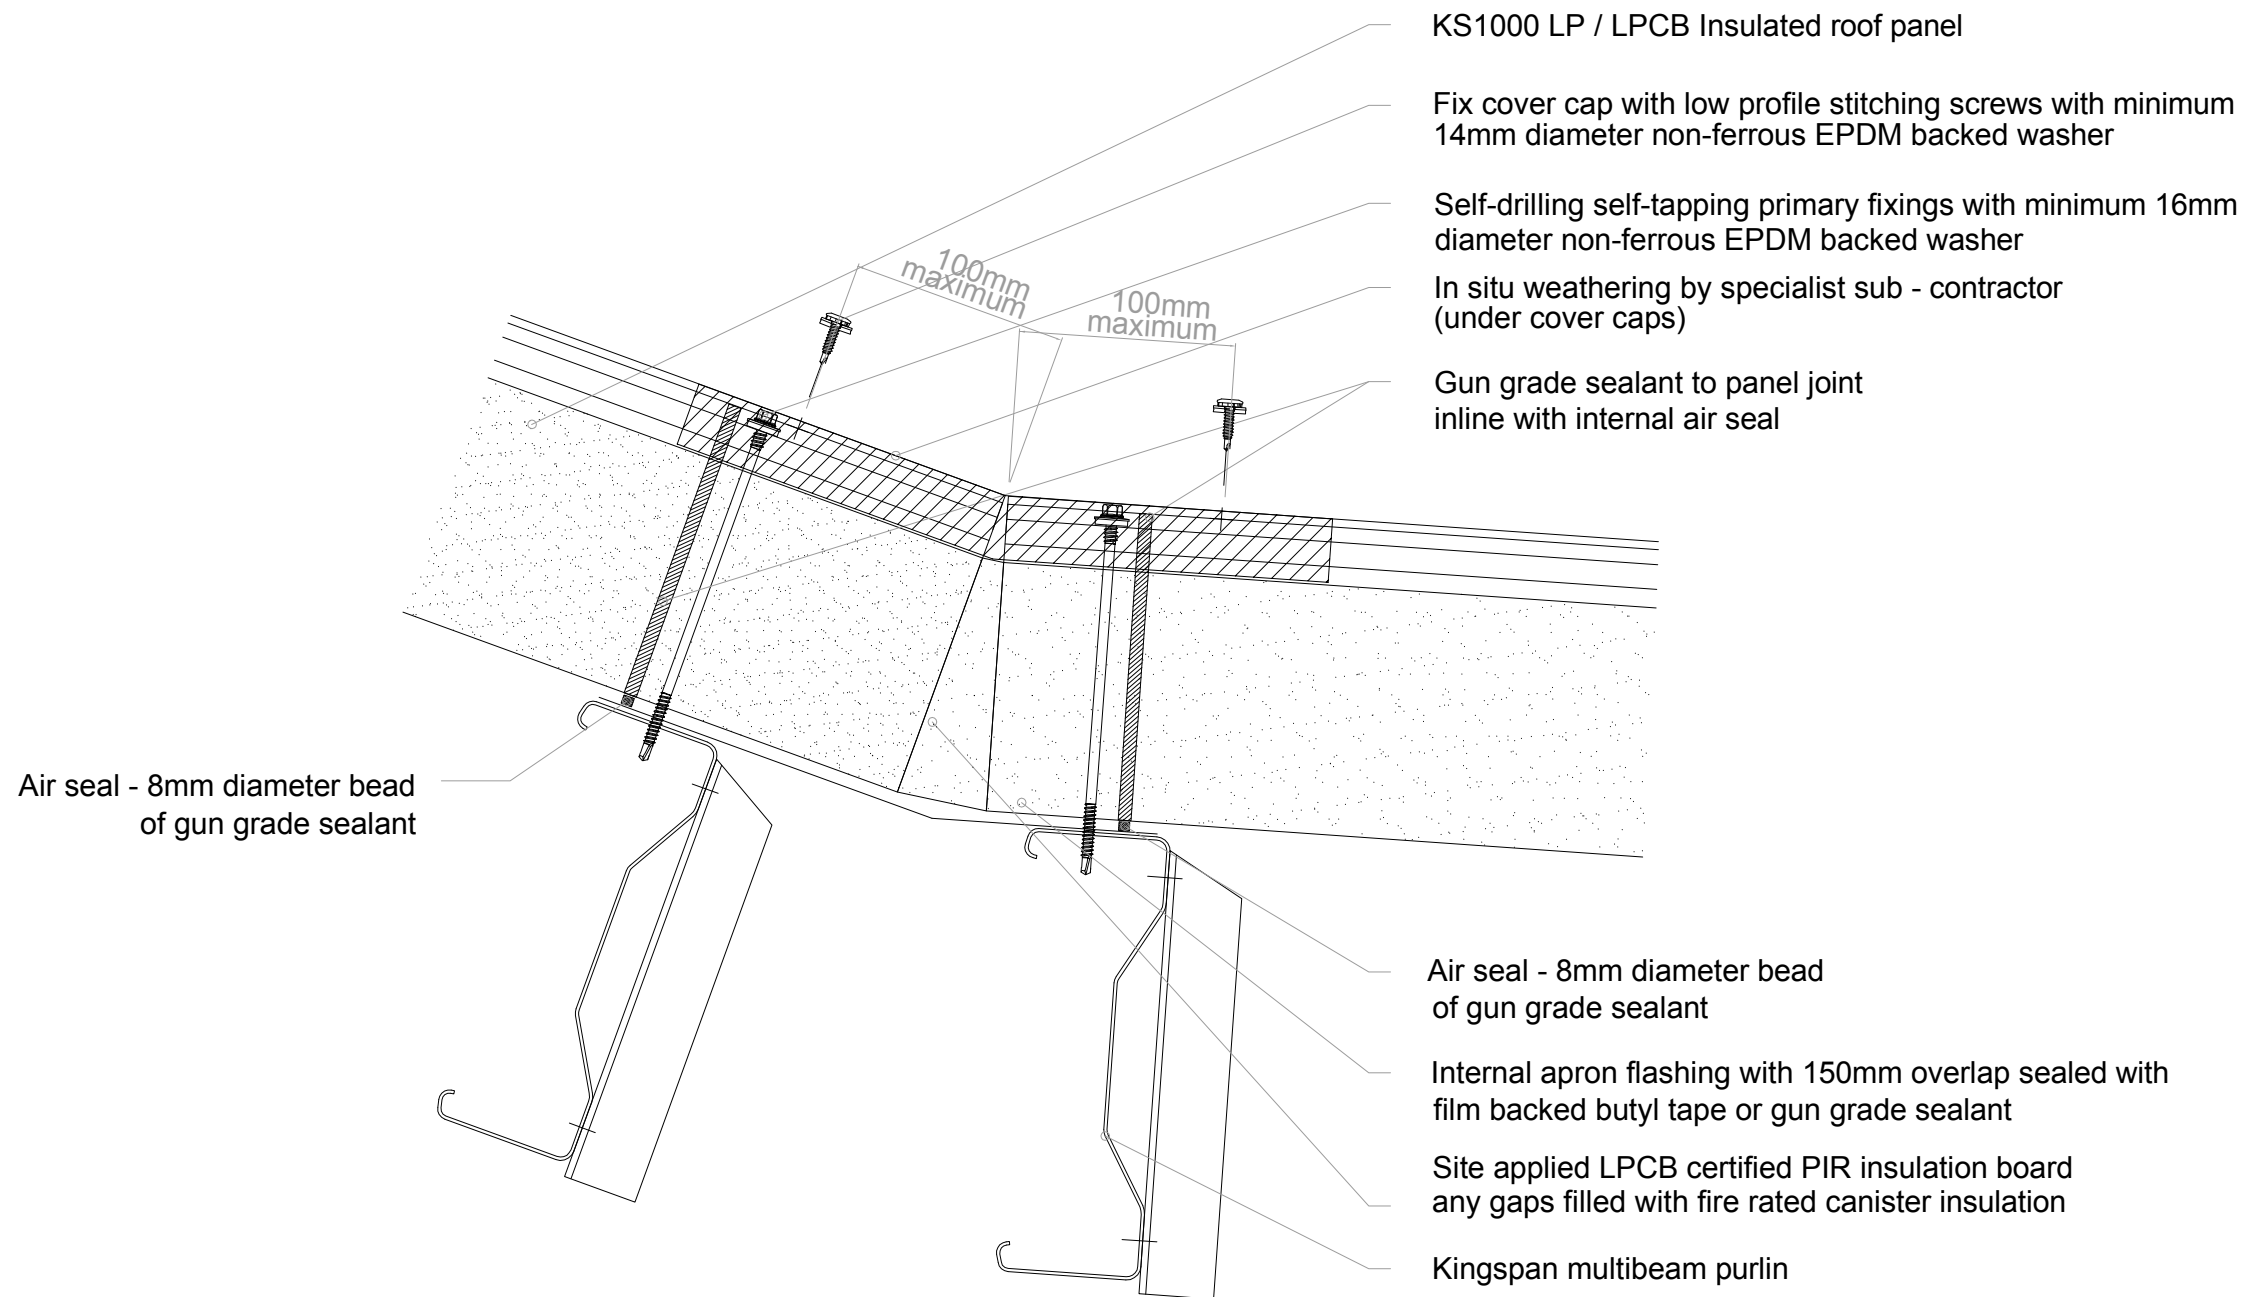 KS1000 LP / LPCB Insulated roof panel
Fix cover cap with low profile stitching screws with minimum
14mm diameter non-ferrous EPDM backed washer
Self-drilling self-tapping primary fixings with minimum 16mm
diameter non-ferrous EPDM backed washer
100mm
maximum
100mm
maximum
In situ weathering by specialist sub - contractor
(under cover caps)
Gun grade sealant to panel joint
inline with internal air seal
Air seal - 8mm diameter bead
of gun grade sealant
Air seal - 8mm diameter bead
of gun grade sealant
Internal apron flashing with 150mm overlap sealed with
film backed butyl tape or gun grade sealant
Site applied LPCB certified PIR insulation board
any gaps filled with fire rated canister insulation
Kingspan multibeam purlin